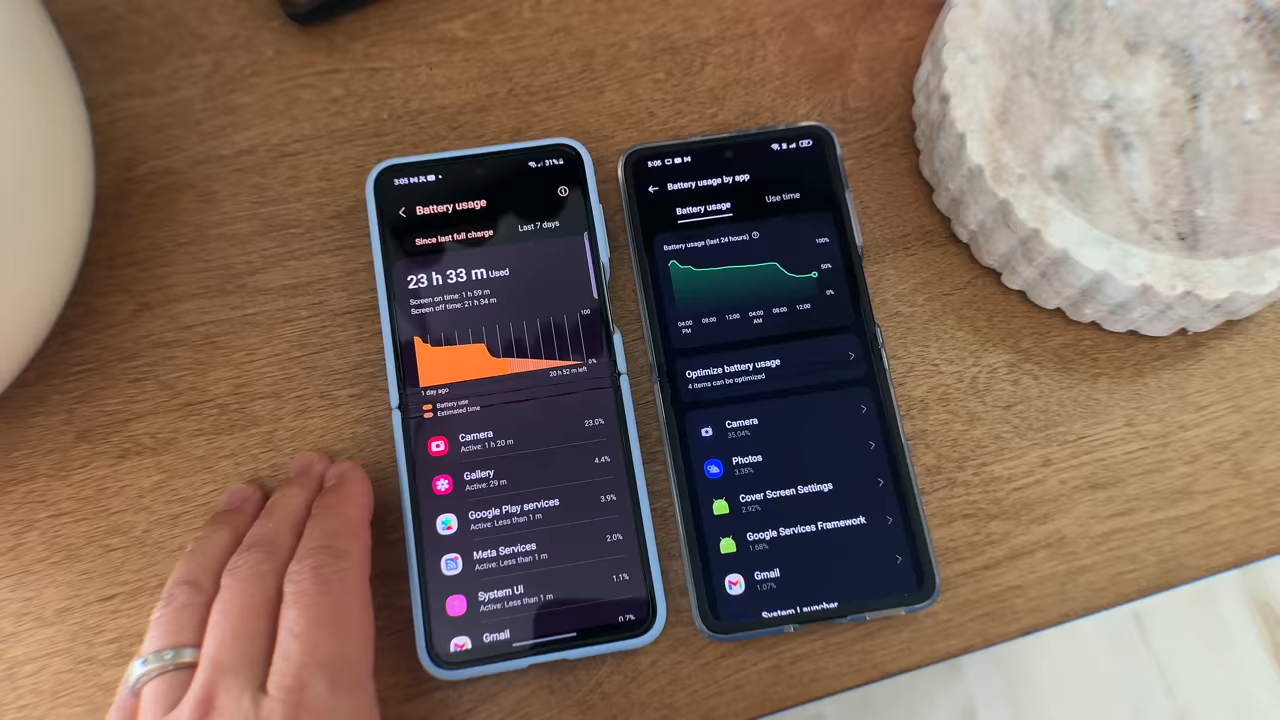 3:05
31%
Battery usage
Since last full charge
Last 7 days
23 h 33 m Used
Screen on time: 1 h 59 m
Screen off time: 21 h 34 m
100
0%
1 day ago
20 h 52 m left
Battery use
Estimated time
Camera
23.0%
Active: 1 h 20 m
Gallery
4.4%
Active: 29 m
Google Play services
3.9%
Active: Less than 1 m
Meta Services
2.0%
Active: Less than 1 m
System UI
1.1%
Active: Less than 1 m
Gmail
0.7%
5:05
Battery usage by app
Battery usage
Use time
Battery usage (last 24 hours)
100%
50%
0%
04:00 08:00 12:00 04:00 08:00 12:00
PM AM
Optimize battery usage
4 items can be optimized
Camera
35.04%
Photos
3.35%
Cover Screen Settings
2.92%
Google Services Framework
1.68%
Gmail
1.07%
System Launcher